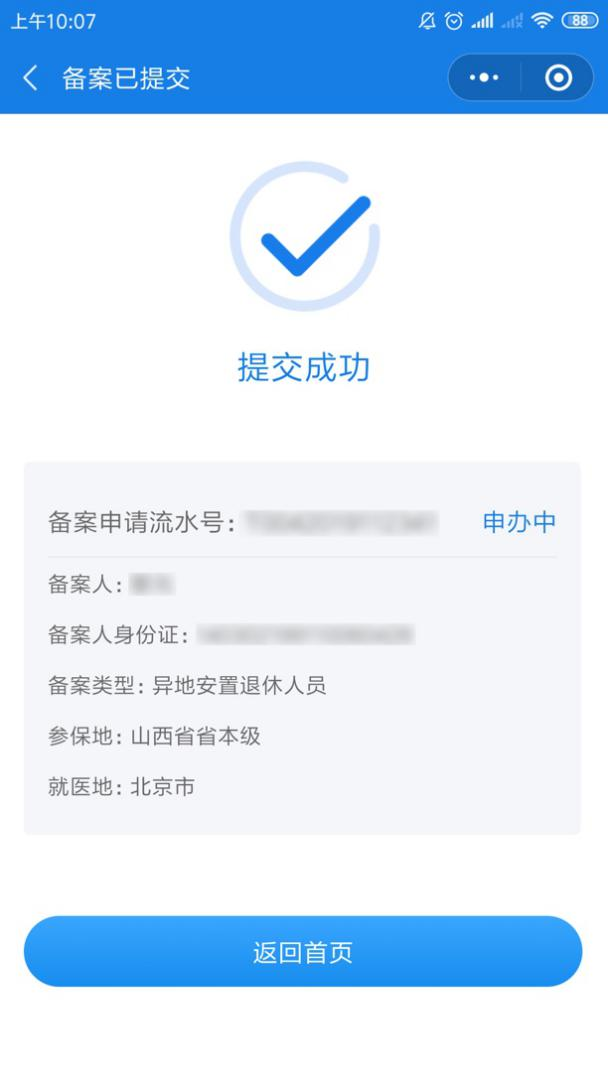 上午10:07
88
备案已提交
提交成功
备案申请流水号： 申办中
备案人：
备案人身份证：
备案类型：异地安置退休人员
参保地：山西省省本级
就医地：北京市
返回首页